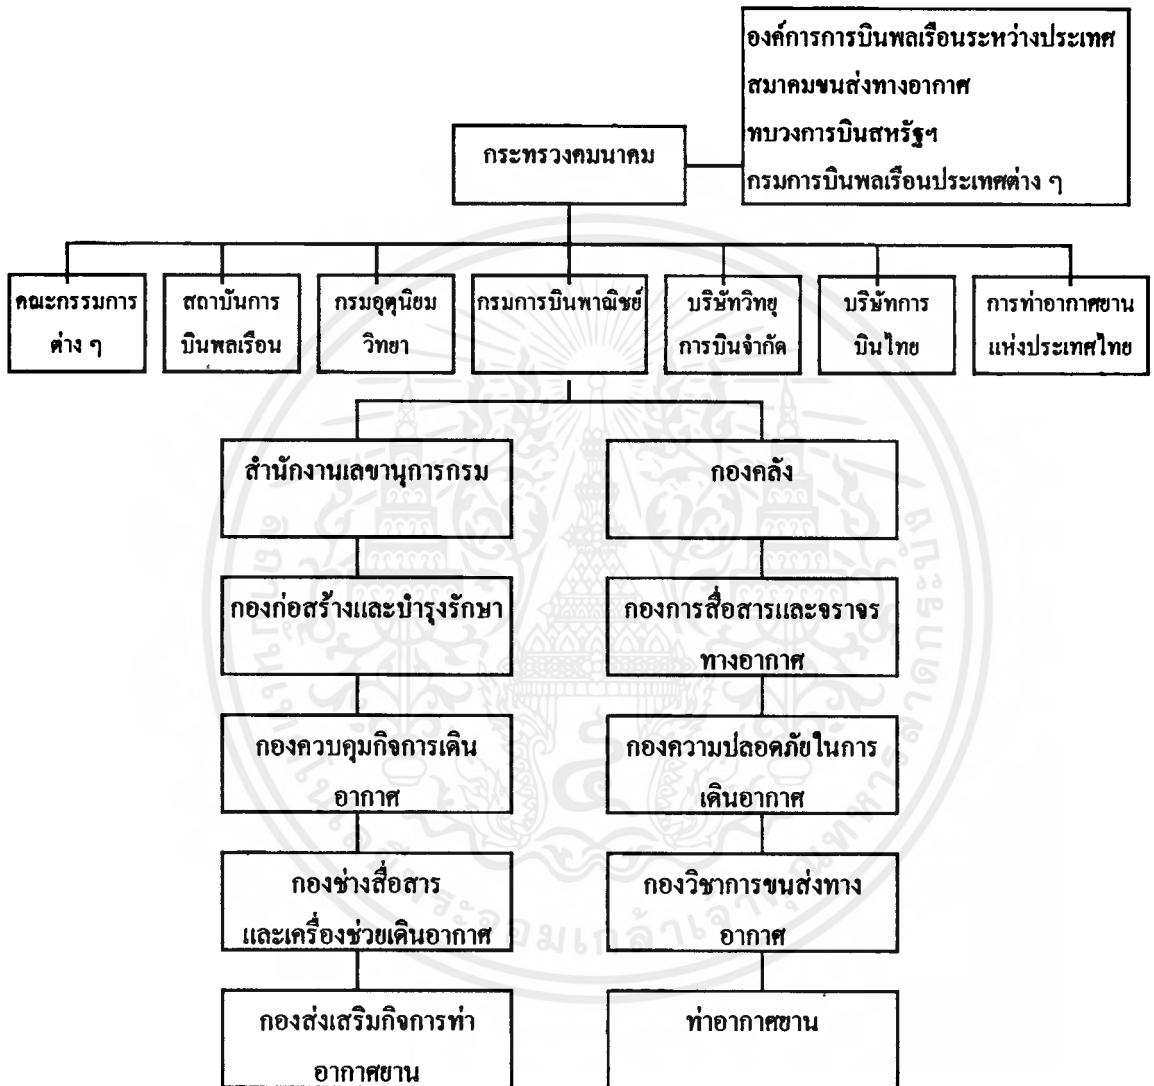 องค์การการบินพลเรือนระหว่างประเทศ
สมาคมขนส่งทางอากาศ
ทบวงการบินสหรัฐฯ
กรมการบินพลเรือนประเทศต่าง ๆ
กระทรวงคมนาคม
คณะกรรมการ
ต่าง ๆ
สถาบันการ
บินพลเรือน
กรมอุตุนิยม
วิทยา
กรมการบินพาณิชย์
บริษัทวิทยุ
การบินจำกัด
บริษัทการ
บินไทย
การท่าอากาศยาน
แห่งประเทศไทย
สำนักงานเลขานุการกรม
กองคลัง
กองก่อสร้างและบำรุงรักษา
กองการสื่อสารและจราจร
ทางอากาศ
กองควบคุมกิจการเดิน
อากาศ
กองความปลอดภัยในการ
เดินอากาศ
กองช่างสื่อสาร
และเครื่องช่วยเดินอากาศ
กองวิชาการขนส่งทาง
อากาศ
กองส่งเสริมกิจการท่า
อากาศยาน
ท่าอากาศยาน